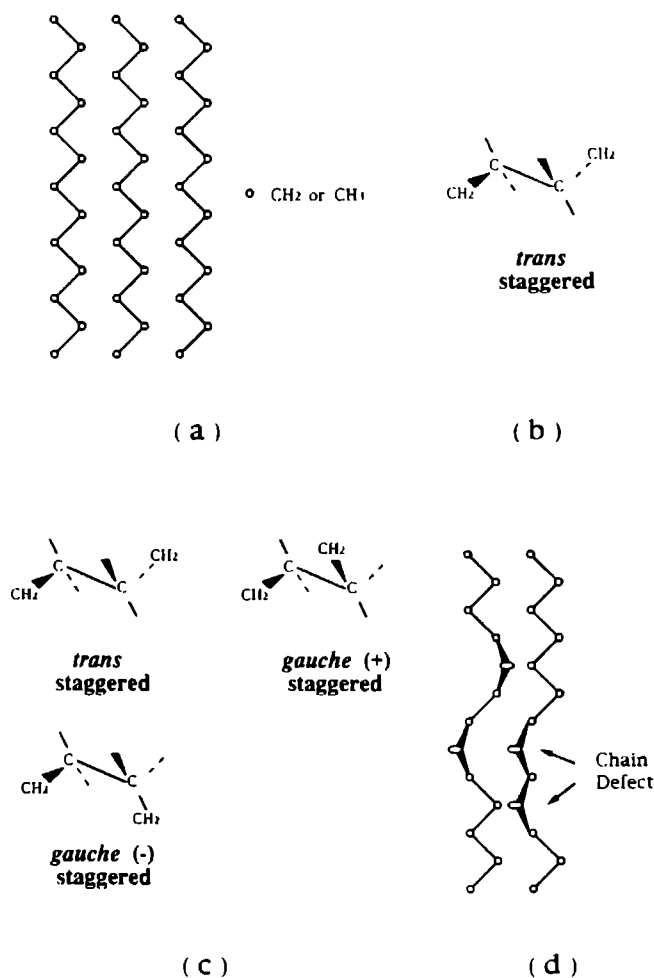 CH2 or CH3
C
CH2
CH2
C
trans
staggered
( a )
( b )
C
CH2
CH2
C
trans
staggered
CH2
C
CH2
C
gauche (+)
staggered
C
CH2
C
CH2
gauche (-)
staggered
Chain
Defect
( c )
( d )